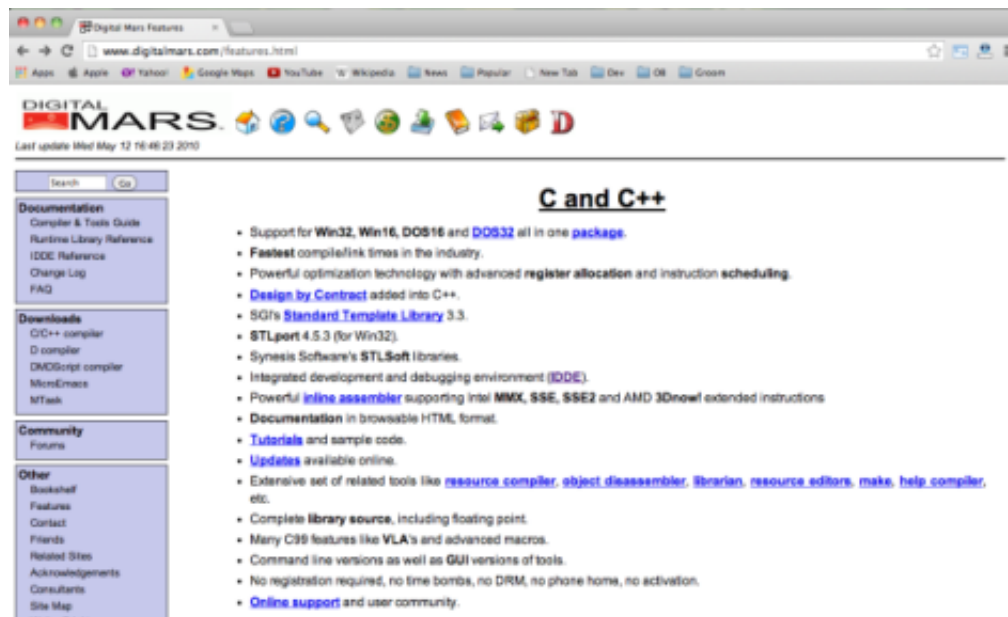 Digital Mars Features
www.digitalmars.com/features.html
Apps Apple Yahoo! Google Maps YouTube Wikipedia News Popular New Tab Dev OB Groom
DIGITAL
MARS
Last update Wed May 12 16:46:23 2010
Search Go
Documentation
Compiler & Tools Guide
Runtime Library Reference
IDDE Reference
Change Log
FAQ
Downloads
C/C++ compiler
D compiler
DMDScript compiler
MicroEmacs
MTask
Community
Forums
Other
Bookshelf
Features
Contact
Friends
Related Sites
Acknowledgements
Consultants
Site Map
C and C++
• Support for Win32, Win16, DOS16 and DOS32 all in one package.
• Fastest compile/link times in the industry.
• Powerful optimization technology with advanced register allocation and instruction scheduling.
• Design by Contract added into C++.
• SGI's Standard Template Library 3.3.
• STLport 4.5.3 (for Win32).
• Synesis Software's STLSoft libraries.
• Integrated development and debugging environment (IDDE).
• Powerful inline assembler supporting Intel MMX, SSE, SSE2 and AMD 3Dnow! extended instructions
• Documentation in browsable HTML format.
• Tutorials and sample code.
• Updates available online.
• Extensive set of related tools like resource compiler, object disassembler, librarian, resource editors, make, help compiler,
etc.
• Complete library source, including floating point.
• Many C99 features like VLA's and advanced macros.
• Command line versions as well as GUI versions of tools.
• No registration required, no time bombs, no DRM, no phone home, no activation.
• Online support and user community.